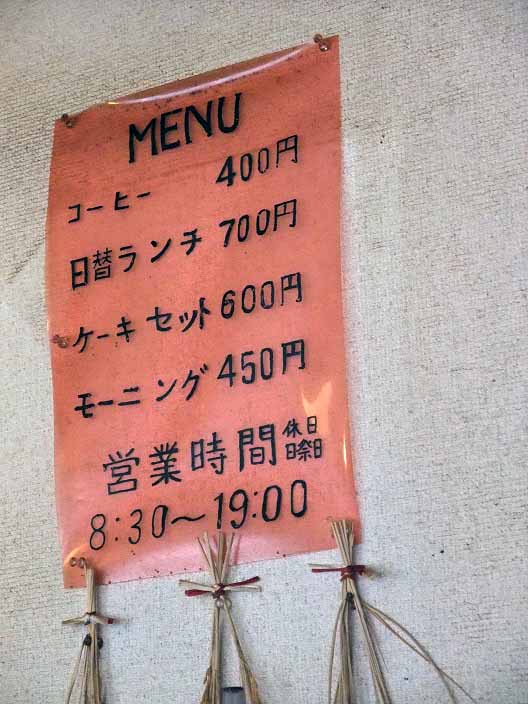 MENU
コーヒー 400円
日替ランチ 700円
ケーキセット 600円
モーニング 450円
営業時間 休日 日祭日
8:30～19:00